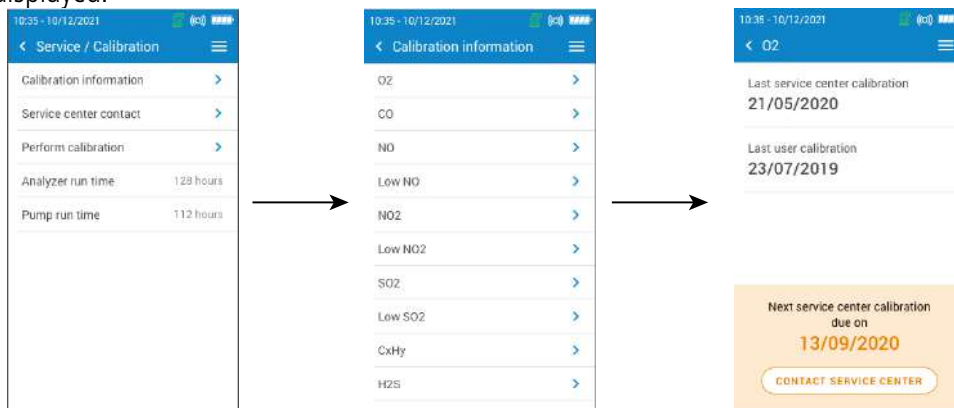 displayed.
10:35 - 10/12/2021
Service / Calibration
Calibration information
Service center contact
Perform calibration
Analyzer run time 128 hours
Pump run time 112 hours
10:35 - 10/12/2021
Calibration information
O2
CO
NO
Low NO
NO2
Low NO2
SO2
Low SO2
CxHy
H2S
10:35 - 10/12/2021
O2
Last service center calibration
21/05/2020
Last user calibration
23/07/2019
Next service center calibration
due on
13/09/2020
CONTACT SERVICE CENTER